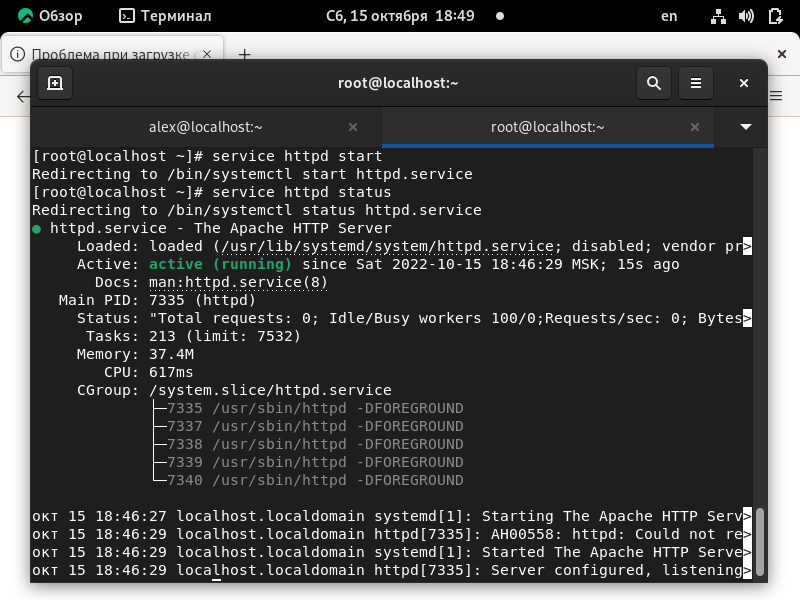 Обзор
Терминал
Сб, 15 октября 18:49
en
Проблема при загрузке
root@localhost:~
alex@localhost:~
root@localhost:~
[root@localhost ~]# service httpd start
Redirecting to /bin/systemctl start httpd.service
[root@localhost ~]# service httpd status
Redirecting to /bin/systemctl status httpd.service
● httpd.service - The Apache HTTP Server
Loaded: loaded (/usr/lib/systemd/system/httpd.service; disabled; vendor pr>
Active: active (running) since Sat 2022-10-15 18:46:29 MSK; 15s ago
Docs: man:httpd.service(8)
Main PID: 7335 (httpd)
Status: "Total requests: 0; Idle/Busy workers 100/0;Requests/sec: 0; Bytes>
Tasks: 213 (limit: 7532)
Memory: 37.4M
CPU: 617ms
CGroup: /system.slice/httpd.service
├─7335 /usr/sbin/httpd -DFOREGROUND
├─7337 /usr/sbin/httpd -DFOREGROUND
├─7338 /usr/sbin/httpd -DFOREGROUND
├─7339 /usr/sbin/httpd -DFOREGROUND
└─7340 /usr/sbin/httpd -DFOREGROUND
окт 15 18:46:27 localhost.localdomain systemd[1]: Starting The Apache HTTP Serv>
окт 15 18:46:29 localhost.localdomain httpd[7335]: AH00558: httpd: Could not re>
окт 15 18:46:29 localhost.localdomain systemd[1]: Started The Apache HTTP Serve>
окт 15 18:46:29 localhost.localdomain httpd[7335]: Server configured, listening>